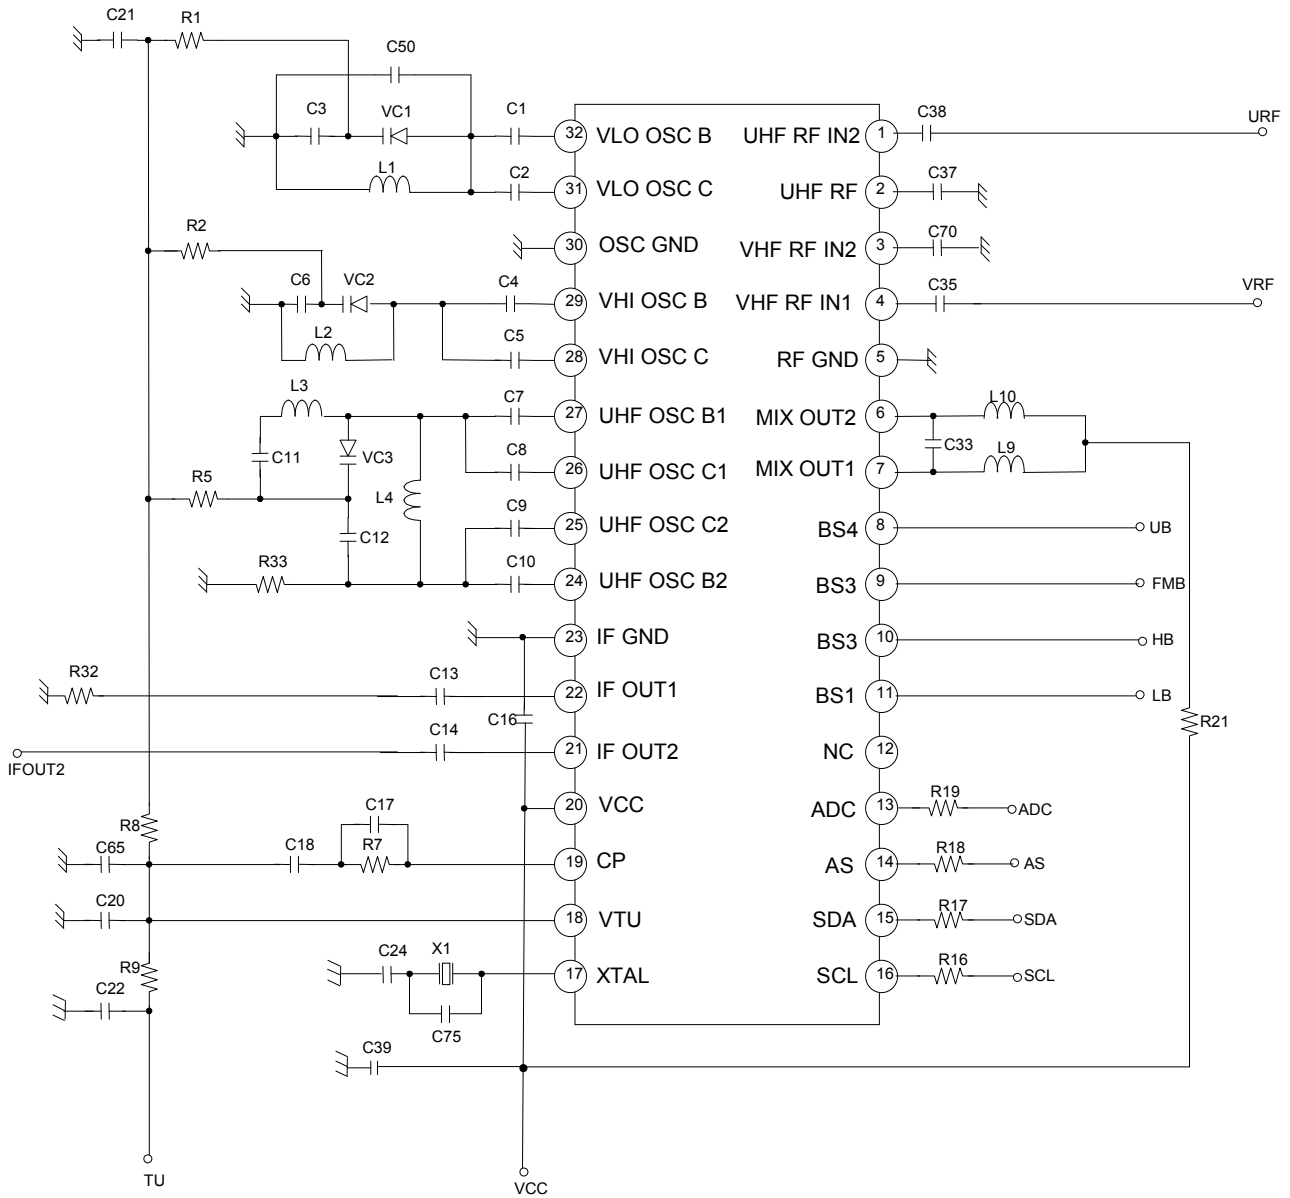 C21
R1
C50
C3
VC1
C1
C38
URF
32
VLO OSC B
UHF RF IN2
1
L1
C2
C37
31
VLO OSC C
UHF RF
2
R2
C70
30
OSC GND
VHF RF IN2
3
C6
VC2
C4
C35
VRF
29
VHI OSC B
VHF RF IN1
4
L2
C5
28
VHI OSC C
RF GND
5
L3
C7
L10
27
UHF OSC B1
MIX OUT2
6
C11
VC3
C8
C33
L9
26
UHF OSC C1
MIX OUT1
7
R5
L4
C9
25
UHF OSC C2
BS4
8
UB
C12
R33
C10
24
UHF OSC B2
BS3
9
FMB
23
IF GND
BS3
10
HB
R32
C13
22
IF OUT1
BS1
11
LB
C16
R21
C14
21
IF OUT2
NC
12
IFOUT2
20
VCC
ADC
13
R19
ADC
R8
C17
C65
C18
R7
19
CP
AS
14
R18
AS
C20
18
VTU
SDA
15
R17
SDA
R9
C24
X1
17
XTAL
SCL
16
R16
SCL
C22
C75
C39
TU
VCC